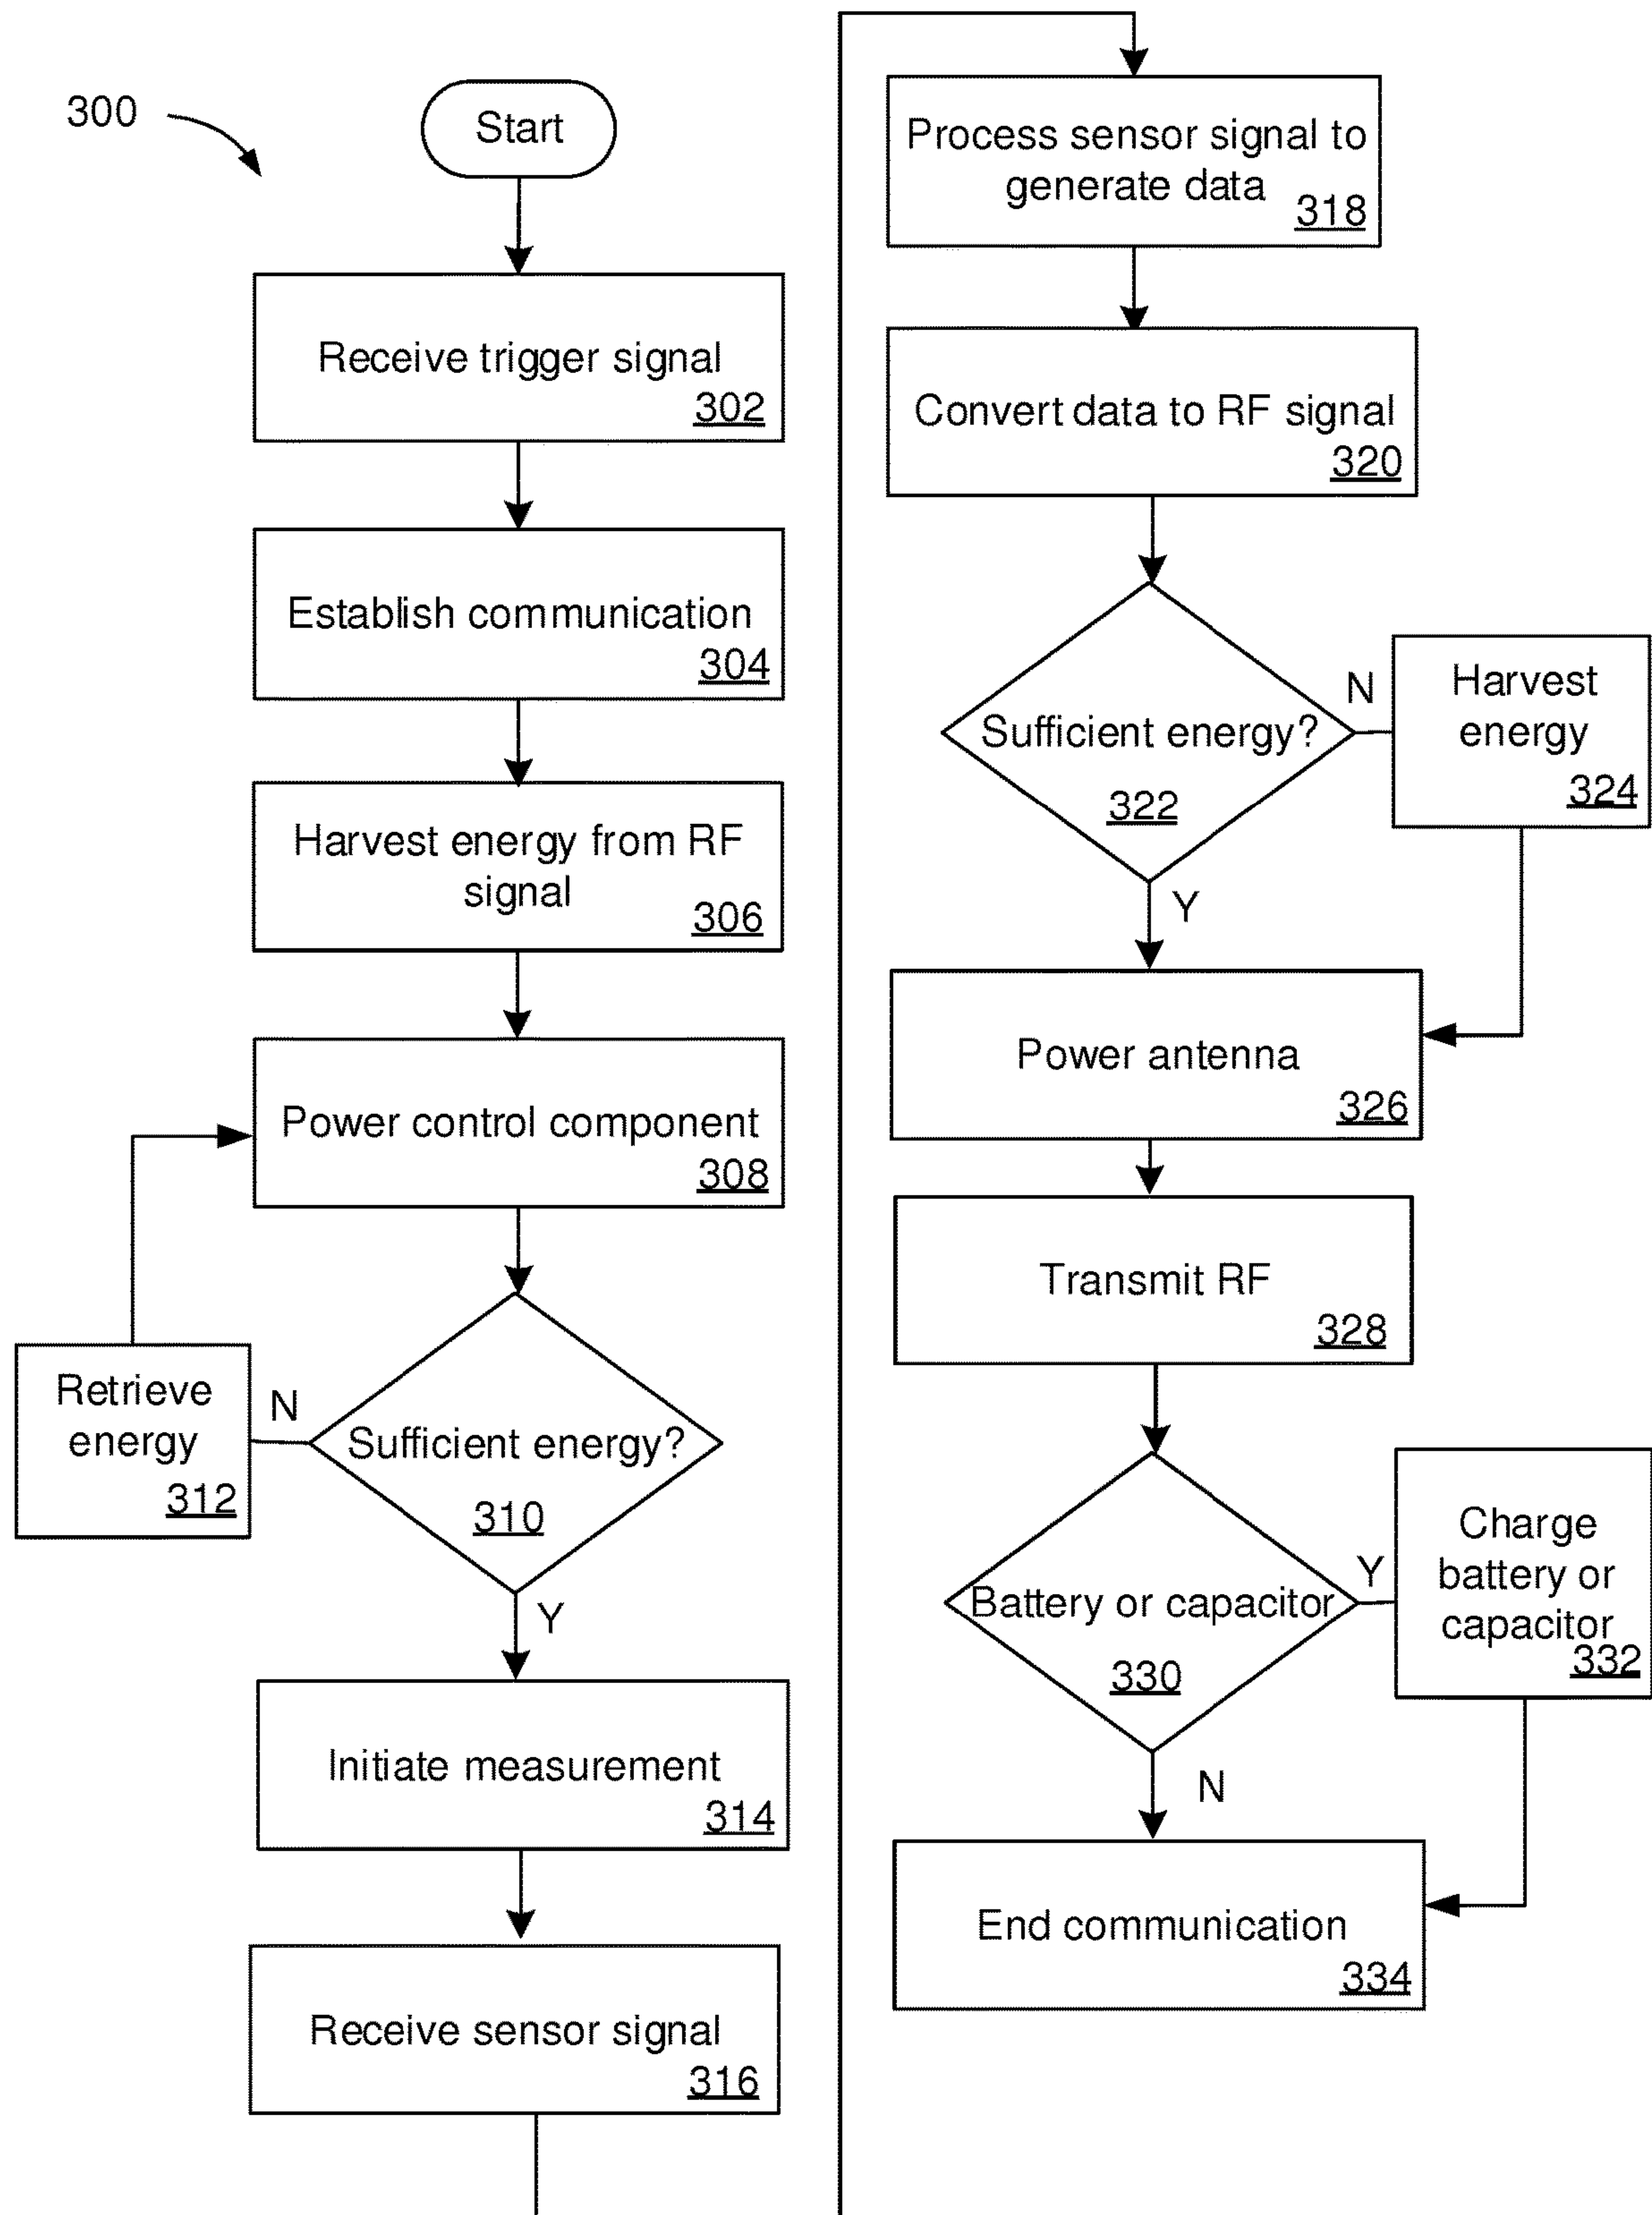 300
Start
Receive trigger signal
302
Establish communication
304
Harvest energy from RF
signal
306
Power control component
308
Sufficient energy?
310
N
Retrieve
energy
312
Y
Initiate measurement
314
Receive sensor signal
316
Process sensor signal to
generate data
318
Convert data to RF signal
320
Sufficient energy?
322
N
Harvest
energy
324
Y
Power antenna
326
Transmit RF
328
Battery or capacitor
330
Y
Charge
battery or
capacitor
332
N
End communication
334